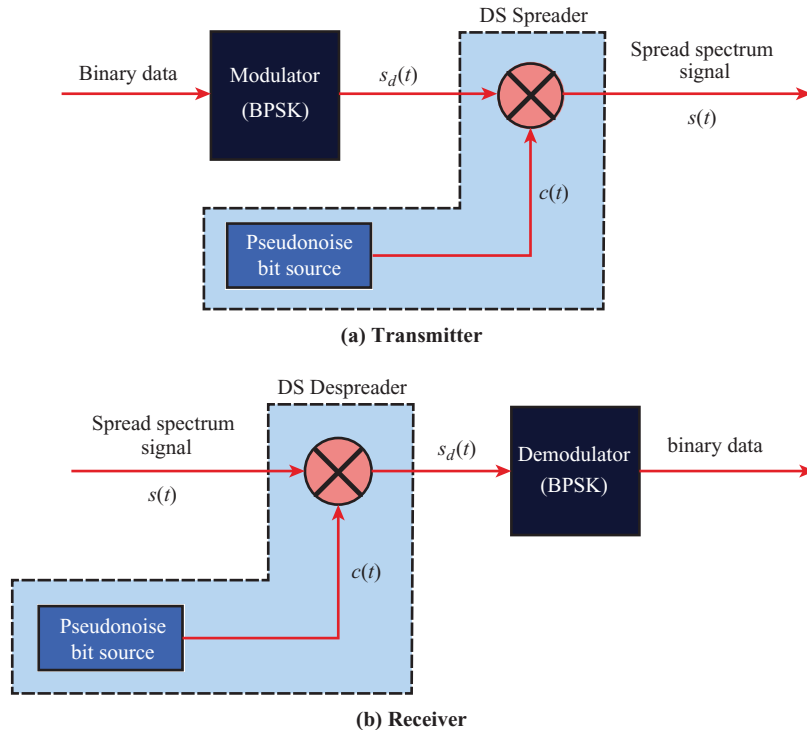 DS Spreader
Binary data
Modulator
(BPSK)
s_d(t)
Spread spectrum
signal
s(t)
c(t)
Pseudonoise
bit source
(a) Transmitter
DS Despreader
Spread spectrum
signal
s(t)
s_d(t)
Demodulator
(BPSK)
binary data
c(t)
Pseudonoise
bit source
(b) Receiver